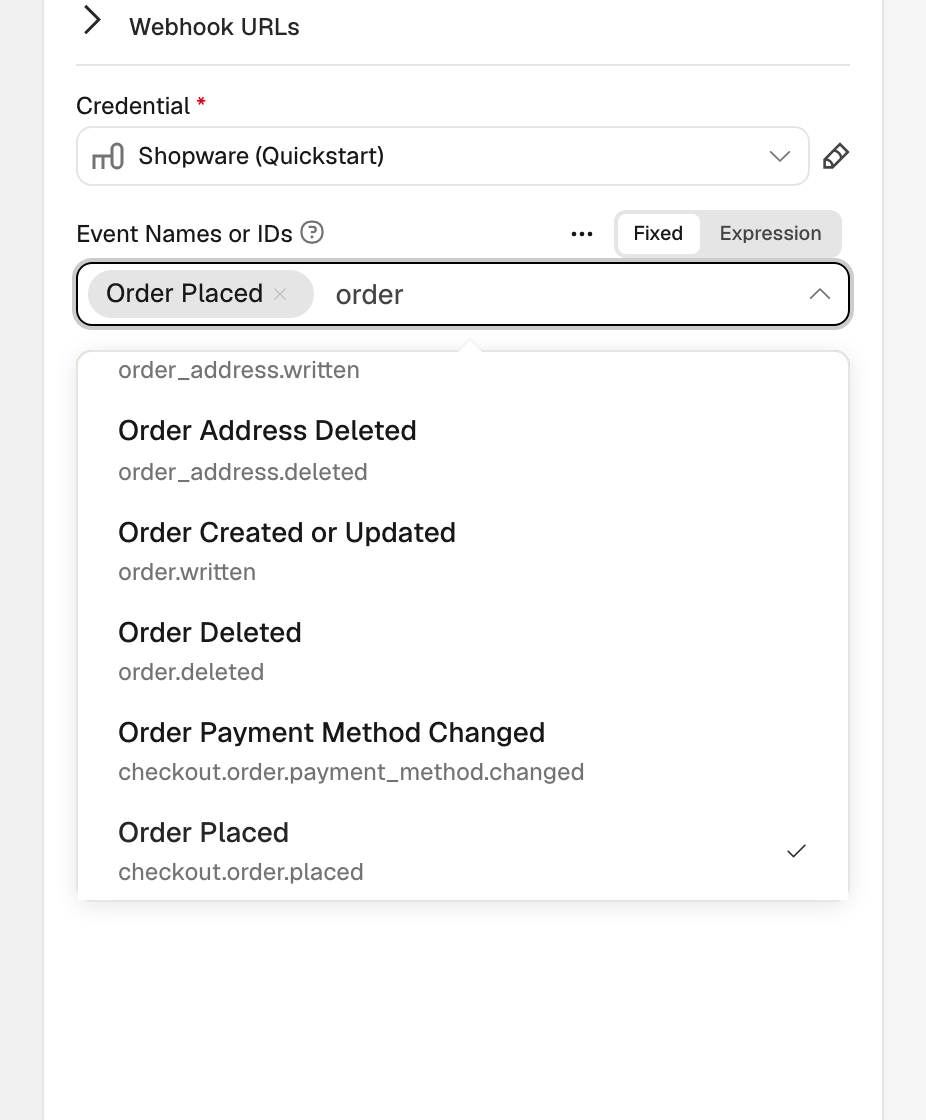 Webhook URLs
Credential *
Shopware (Quickstart)
Event Names or IDs ? ... Fixed Expression
Order Placed × order
order_address.written
Order Address Deleted
order_address.deleted
Order Created or Updated
order.written
Order Deleted
order.deleted
Order Payment Method Changed
checkout.order.payment_method.changed
Order Placed
checkout.order.placed